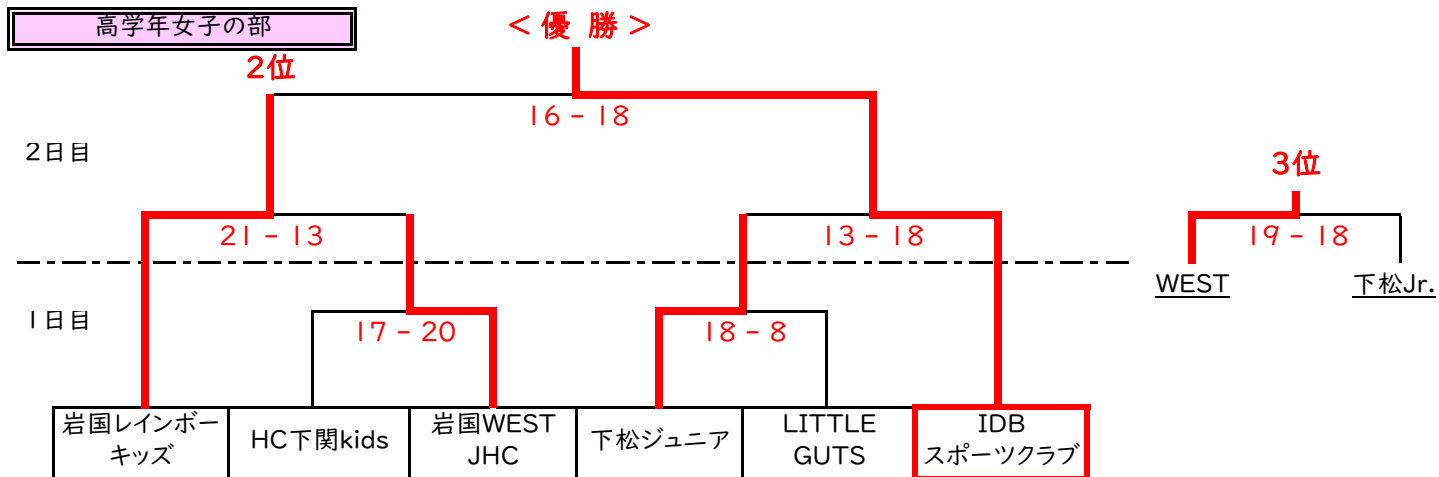 高学年女子の部
＜ 優 勝 ＞
2位
16 - 18
2日目
3位
21 - 13
13 - 18
19 - 18
WEST
下松Jr.
1日目
17 - 20
18 - 8
岩国レインボー
キッズ
HC下関kids
岩国WEST
JHC
下松ジュニア
LITTLE
GUTS
IDB
スポーツクラブ